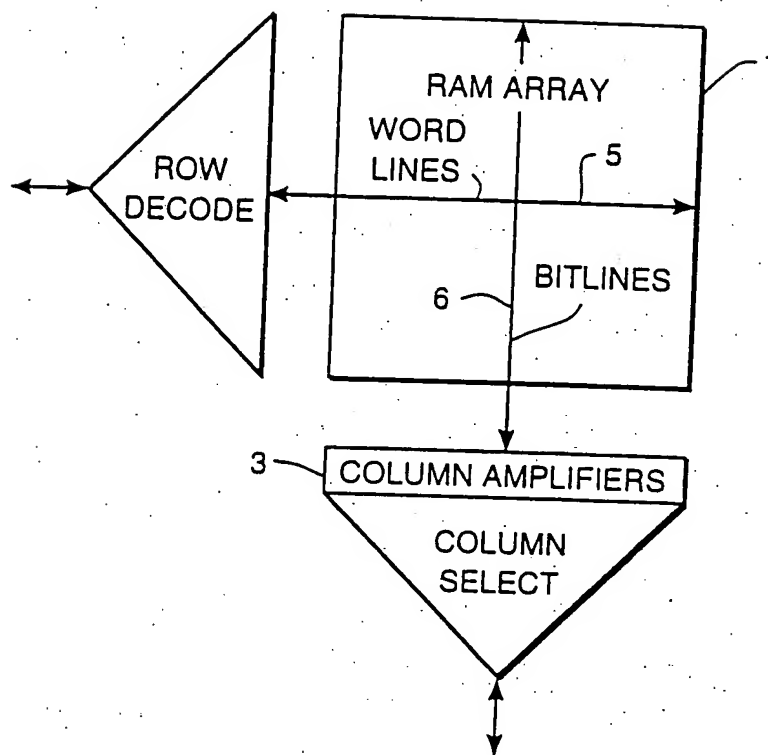 RAM ARRAY
WORD
LINES
5
ROW
DECODE
6
BITLINES
3
COLUMN AMPLIFIERS
COLUMN
SELECT